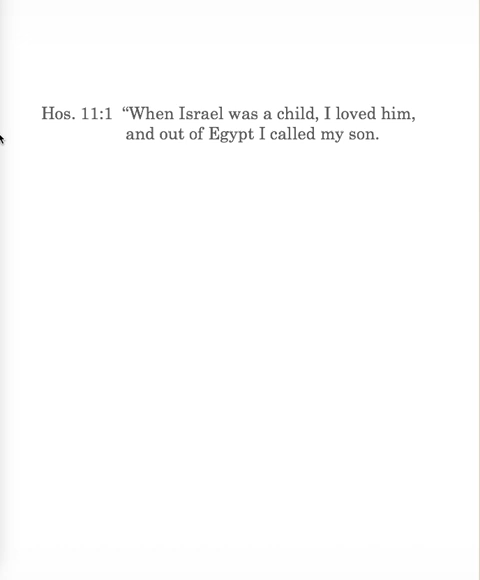 Hos. 11:1 “When Israel was a child, I loved him,
and out of Egypt I called my son.